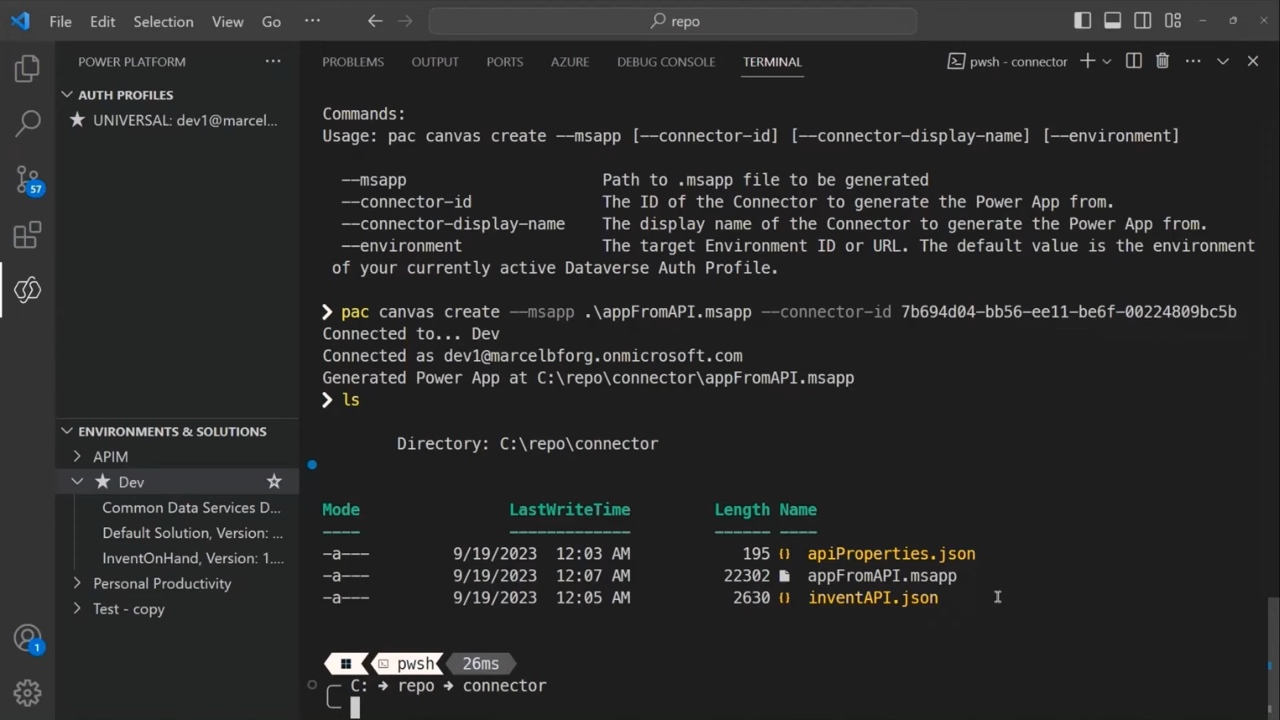 File Edit Selection View Go ··· repo
POWER PLATFORM ···
AUTH PROFILES
UNIVERSAL: dev1@marcel...
57
ENVIRONMENTS & SOLUTIONS
APIM
Dev
Common Data Services D...
Default Solution, Version: ...
InventOnHand, Version: 1....
Personal Productivity
Test - copy
1
PROBLEMS OUTPUT PORTS AZURE DEBUG CONSOLE TERMINAL pwsh - connector
Commands:
Usage: pac canvas create --msapp [--connector-id] [--connector-display-name] [--environment]
--msapp Path to .msapp file to be generated
--connector-id The ID of the Connector to generate the Power App from.
--connector-display-name The display name of the Connector to generate the Power App from.
--environment The target Environment ID or URL. The default value is the environment
of your currently active Dataverse Auth Profile.
❯ pac canvas create --msapp .\appFromAPI.msapp --connector-id 7b694d04-bb56-ee11-be6f-00224809bc5b
Connected to... Dev
Connected as dev1@marcelbforg.onmicrosoft.com
Generated Power App at C:\repo\connector\appFromAPI.msapp
❯ ls
Directory: C:\repo\connector
Mode LastWriteTime Length Name
---- ------------- ------ ----
-a--- 9/19/2023 12:03 AM 195 {} apiProperties.json
-a--- 9/19/2023 12:07 AM 22302 appFromAPI.msapp
-a--- 9/19/2023 12:05 AM 2630 {} inventAPI.json
pwsh 26ms
C: → repo → connector